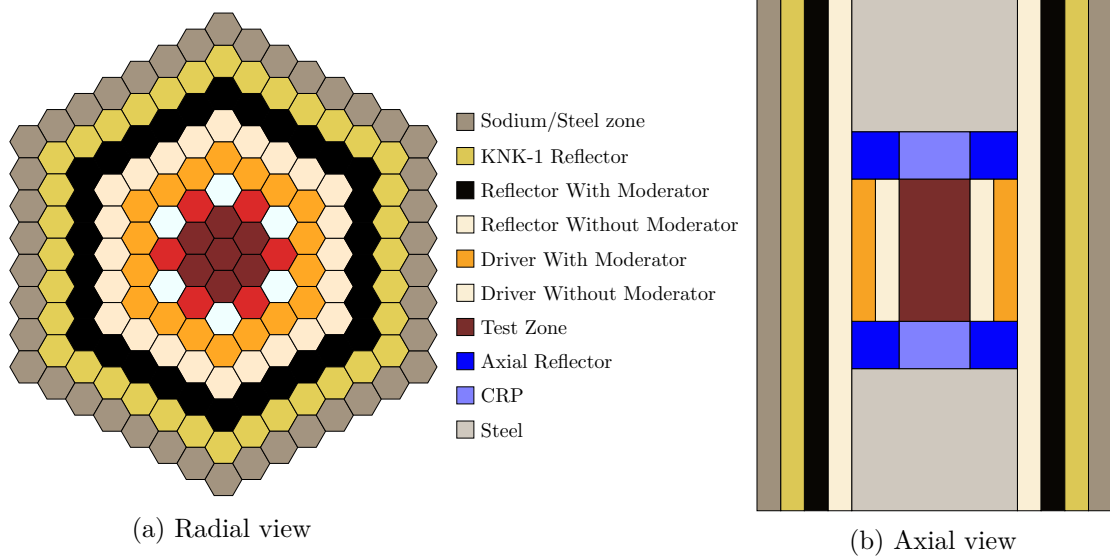 Sodium/Steel zone
KNK-1 Reflector
Reflector With Moderator
Reflector Without Moderator
Driver With Moderator
Driver Without Moderator
Test Zone
Axial Reflector
CRP
Steel
(a) Radial view
(b) Axial view